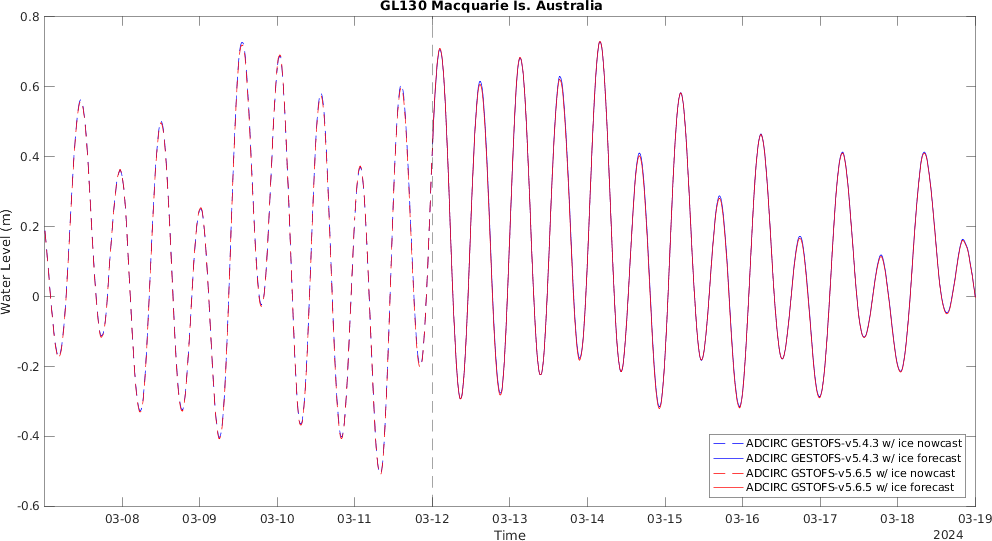 GL130 Macquarie Is. Australia
0.8
0.6
0.4
0.2
0
-0.2
-0.4
-0.6
Water Level (m)
ADCIRC GESTOFS-v5.4.3 w/ ice nowcast
ADCIRC GESTOFS-v5.4.3 w/ ice forecast
ADCIRC GSTOFS-v5.6.5 w/ ice nowcast
ADCIRC GSTOFS-v5.6.5 w/ ice forecast
03-08 03-09 03-10 03-11 03-12 03-13 03-14 03-15 03-16 03-17 03-18 03-19
Time
2024